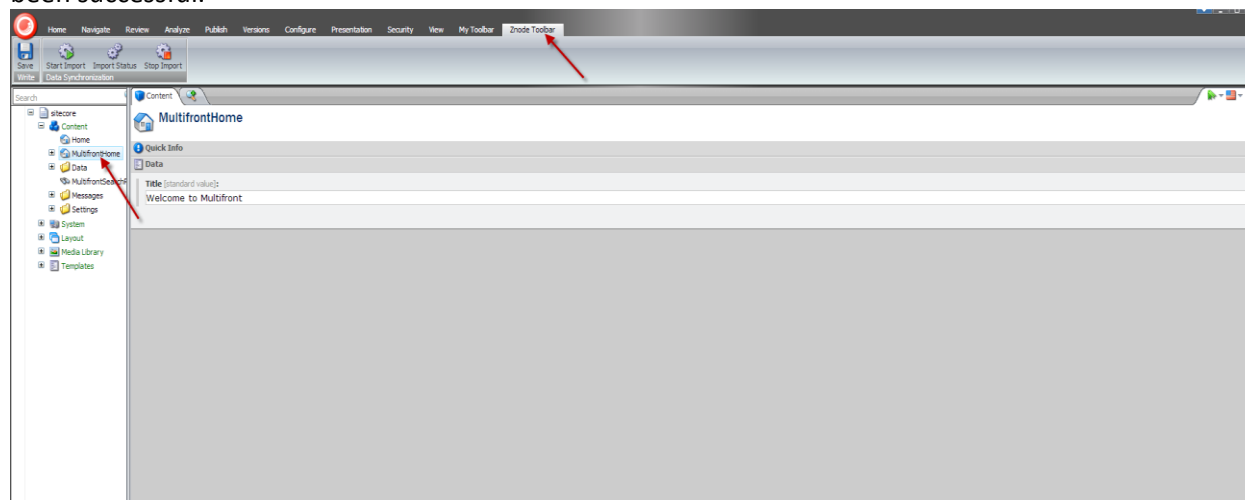 been successful.
Home Navigate Review Analyze Publish Versions Configure Presentation Security View My Toolbar Znode Toolbar
Save Start Import Import Status Stop Import
Write Data Synchronization
Search
Content
sitecore
MultifrontHome
Content
Home
Quick Info
MultifrontHome
Data
Data
MultifrontSearch
Title [standard value]:
Messages
Welcome to Multifront
Settings
System
Layout
Media Library
Templates